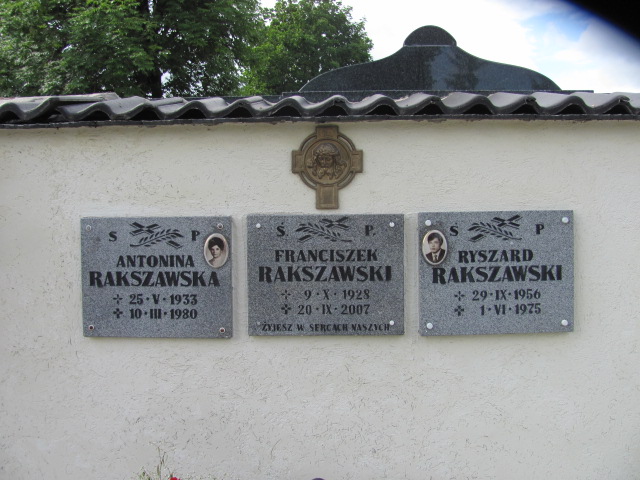 Ś P
ANTONINA
RAKSZAWSKA
25·V·1933
10·III·1980
Ś. P.
FRANCISZEK
RAKSZAWSKI
9·X·1928
20·IX·2007
ŻYJESZ W SERCACH NASZYCH
Ś P
RYSZARD
RAKSZAWSKI
29·IX·1956
1·VI·1975